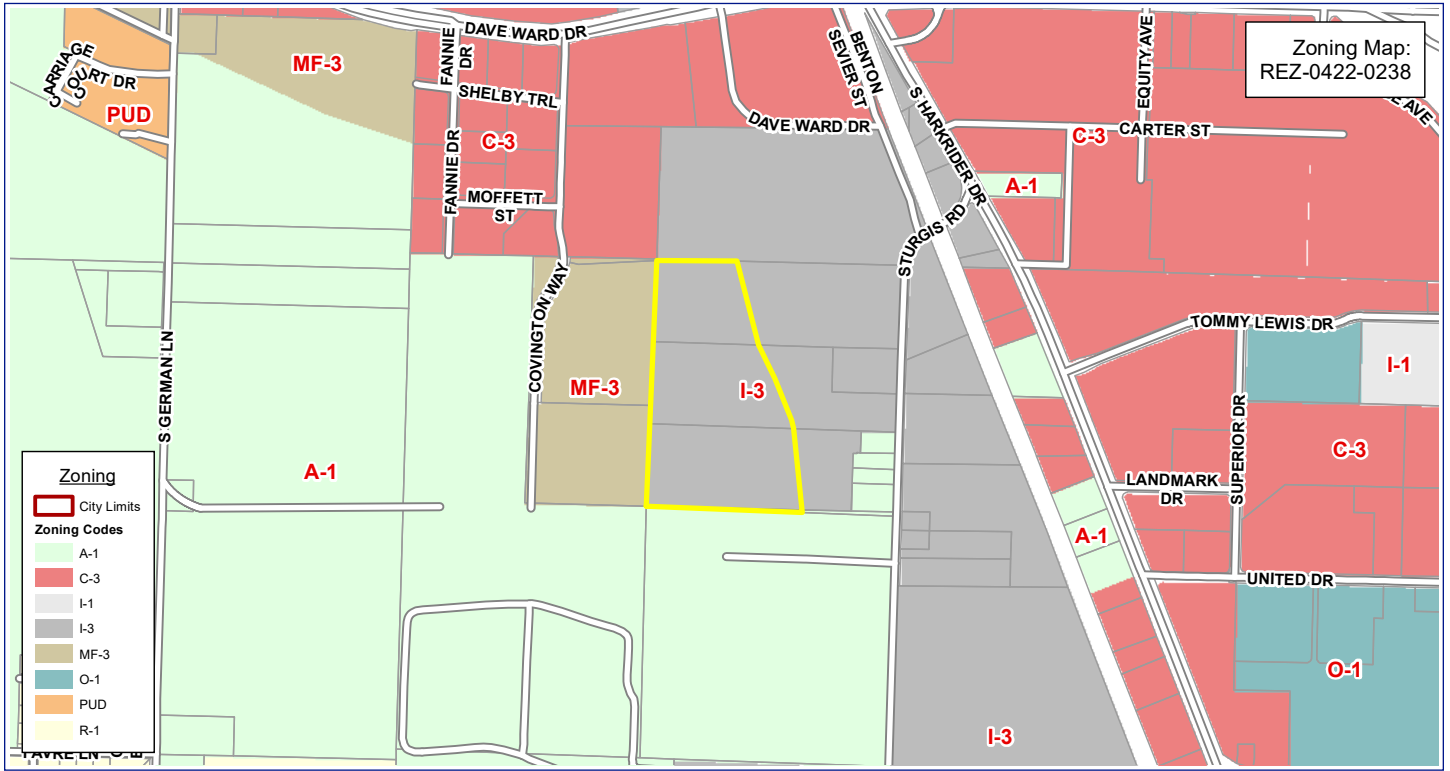 Zoning Map:
REZ-0422-0238
DAVE WARD DR
FANNIE
DR
BENTON
SEVIER ST
EQUITY AVE
CARRIAGE
COURT DR
MF-3
SHELBY TRL
S HARKRIDER DR
PUD
DAVE WARD DR
CARTER ST
C-3
C-3
FANNIE DR
MOFFETT
ST
A-1
STURGIS RD
COVINGTON WAY
S GERMAN LN
TOMMY LEWIS DR
MF-3
I-3
I-1
SUPERIOR DR
C-3
A-1
LANDMARK
DR
A-1
UNITED DR
O-1
I-3
Zoning
City Limits
Zoning Codes
A-1
C-3
I-1
I-3
MF-3
O-1
PUD
R-1
FAVRE LN